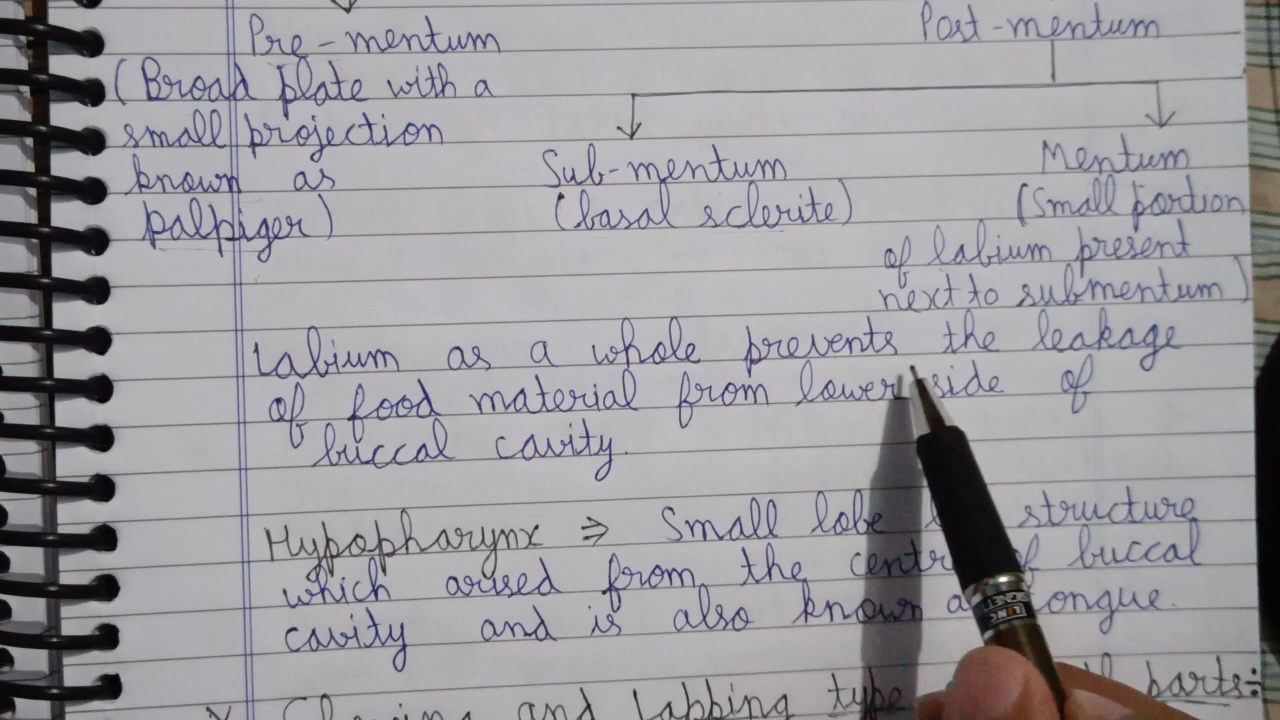 Pre-mentum
Post-mentum
(Broad plate with a
small projection
known as
palpiger)
Sub-mentum
(basal sclerite)
Mentum
(Small portion
of labium present
next to submentum)
Labium as a whole prevents the leakage
of food material from lower side of
buccal cavity.
Hypopharynx ⇒ Small lobe structure
which arised from the centre of buccal
cavity and is also known as tongue.
Chewing and Lapping type parts: